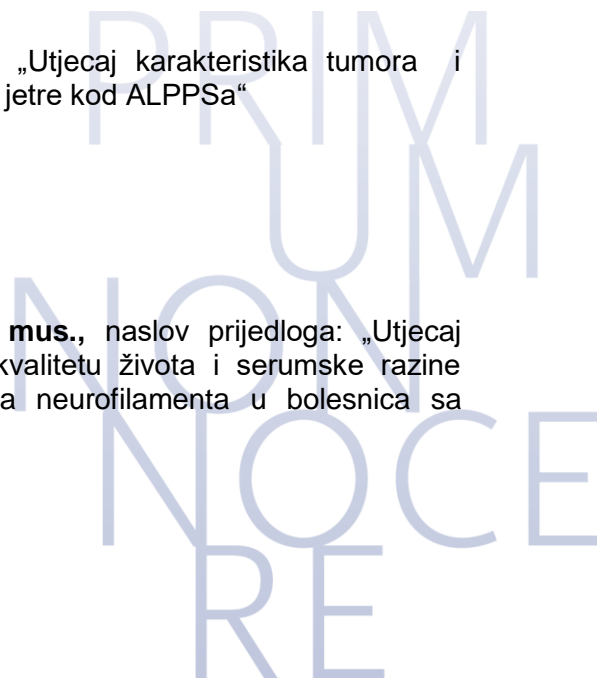 „Utjecaj karakteristika tumora i
jetre kod ALPPSa“
mus., naslov prijedloga: „Utjecaj
kvalitetu života i serumske razine
a neurofilamenta u bolesnica sa
PRIM
UM
NON
NOCE
RE